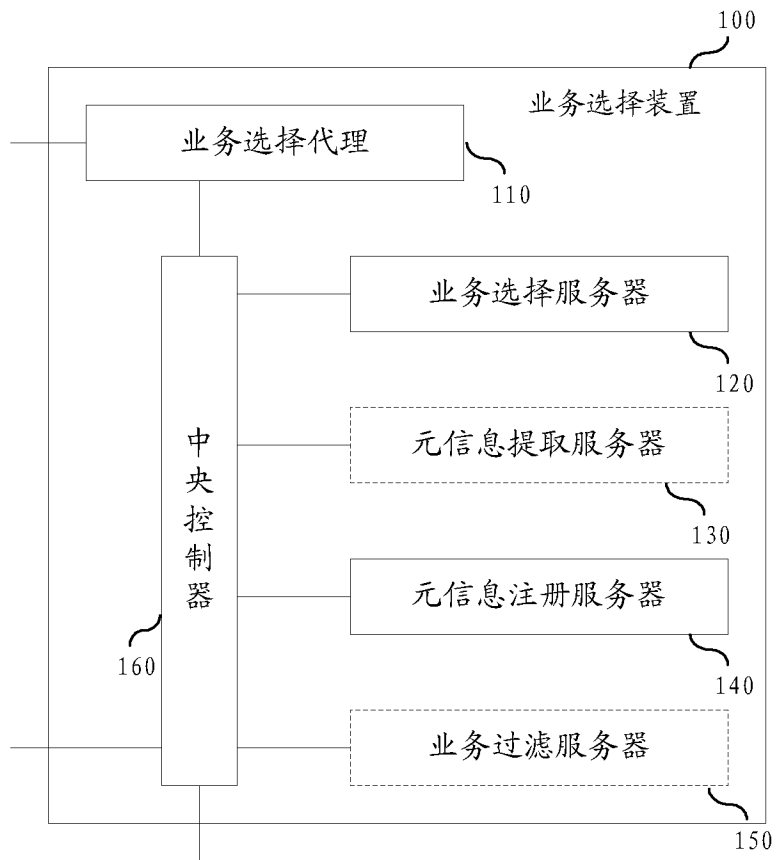 100
业务选择装置
业务选择代理
110
业务选择服务器
120
元信息提取服务器
130
中央控制器
元信息注册服务器
160
140
业务过滤服务器
150